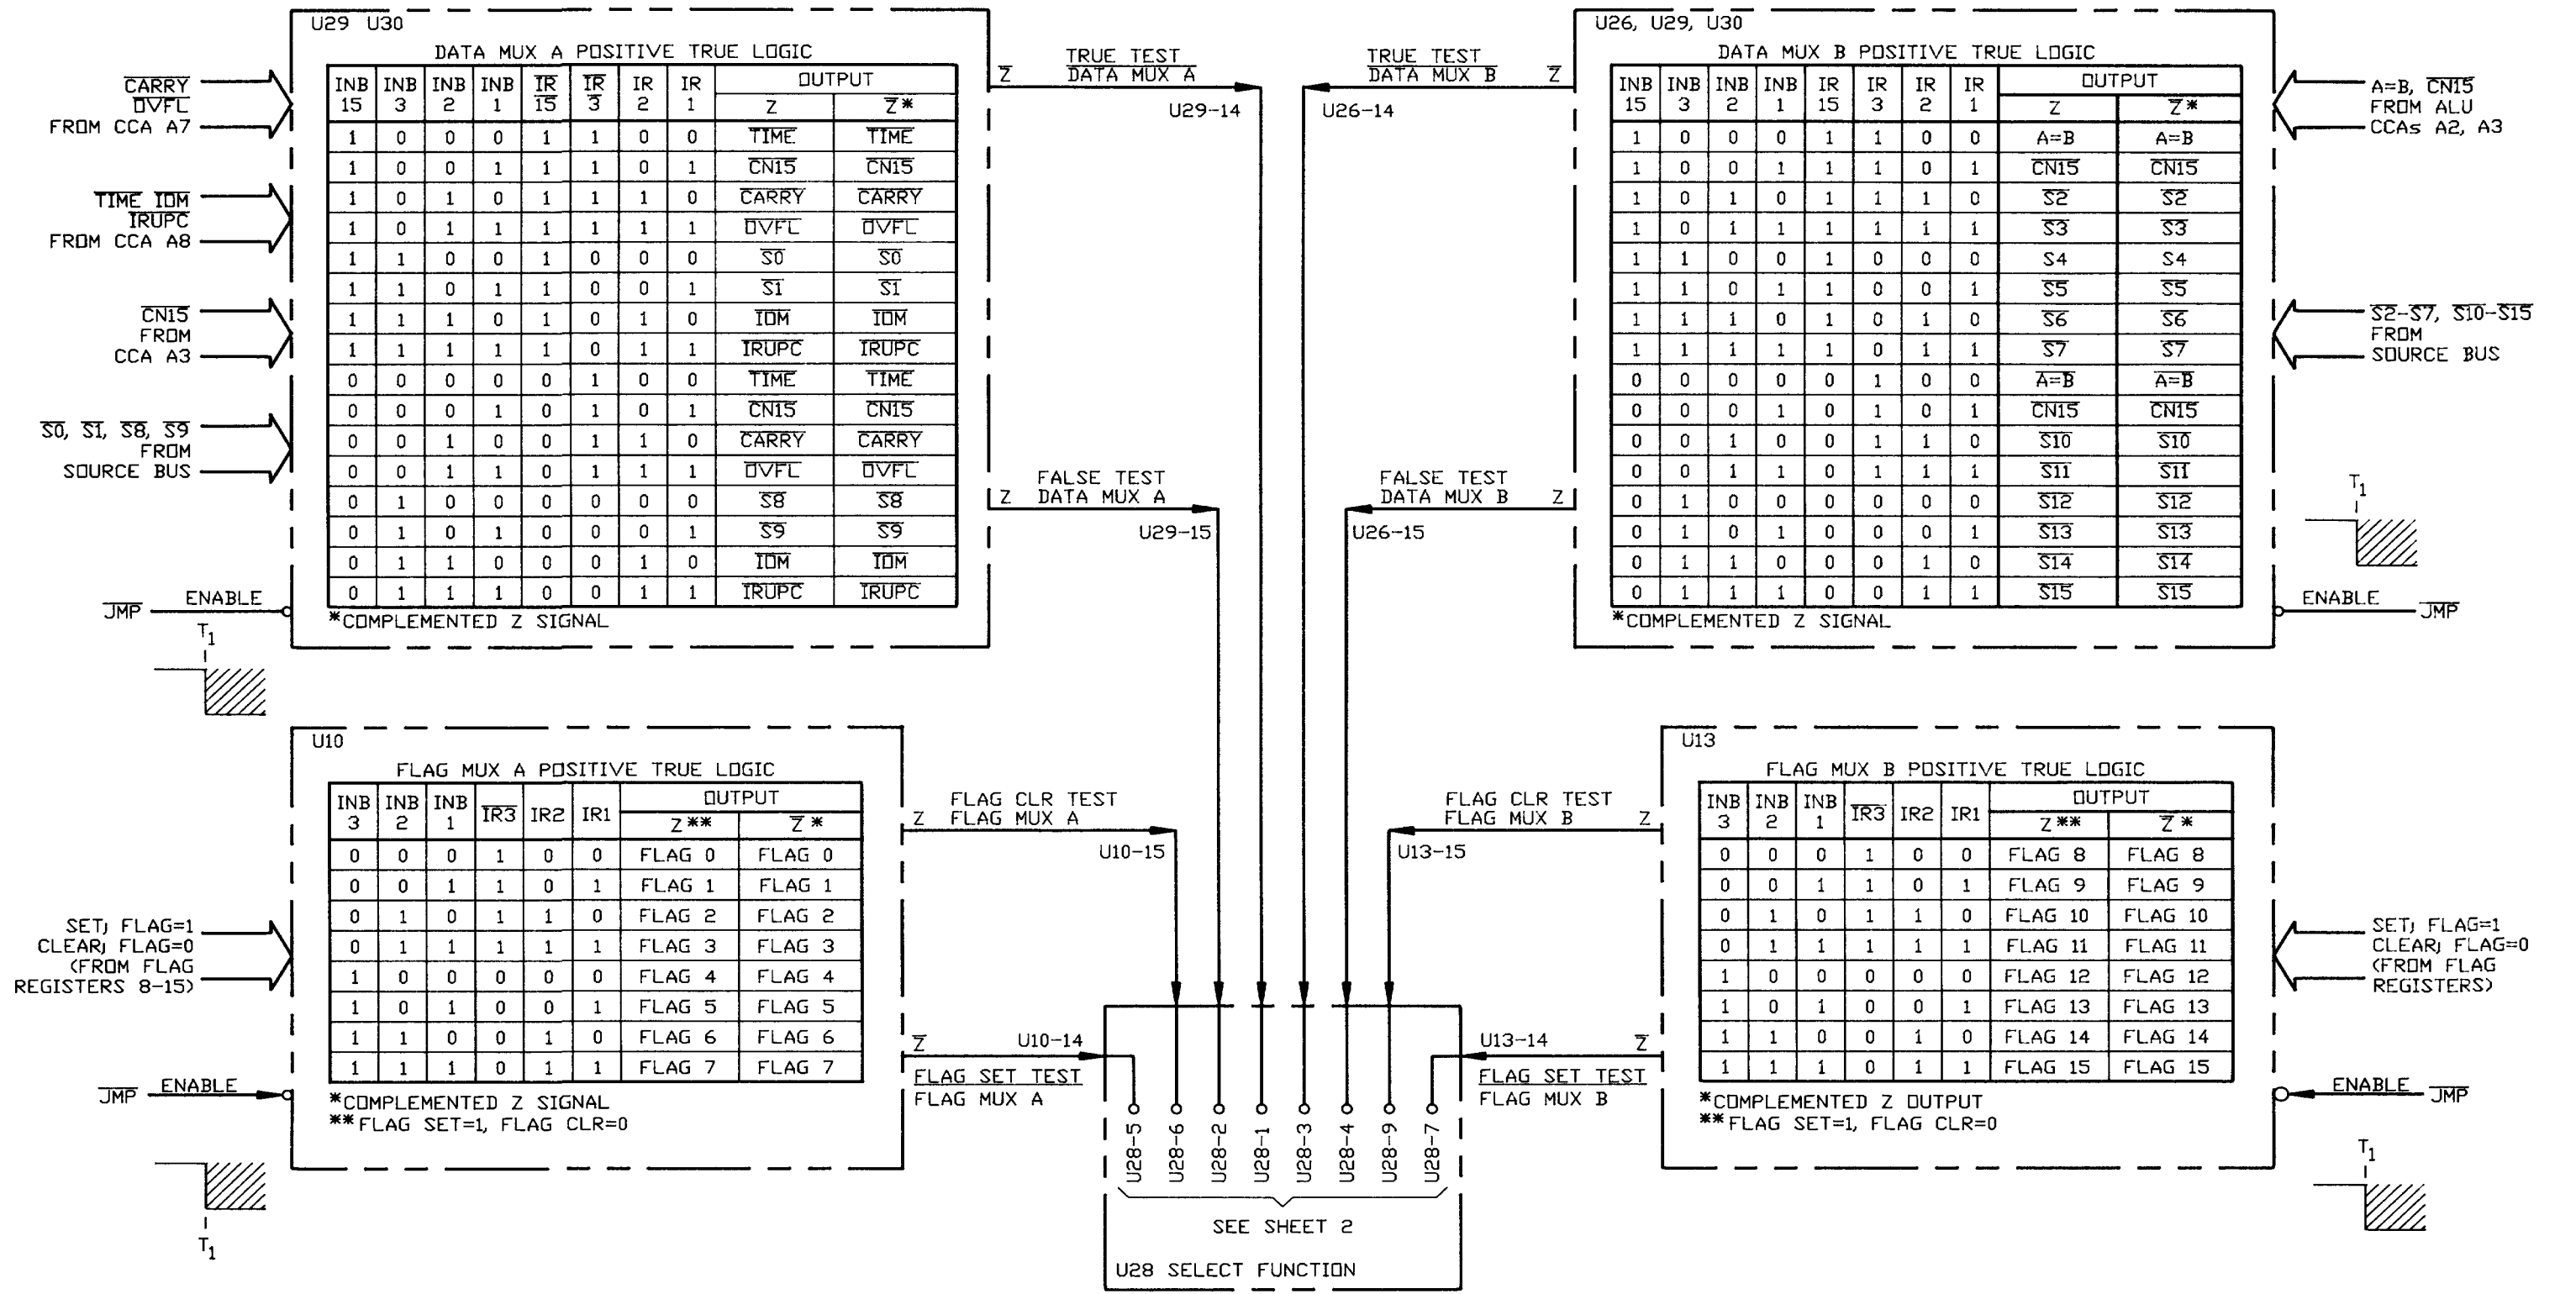 U29 U30
DATA MUX A POSITIVE TRUE LOGIC
INB 15 INB 3 INB 2 INB 1 IR 15 IR 3 IR 2 IR 1 OUTPUT Z Z*
1 0 0 0 1 1 0 0 TIME TIME
1 0 0 1 1 1 0 1 CN15 CN15
1 0 1 0 1 1 1 0 CARRY CARRY
1 0 1 1 1 1 1 1 OVFL OVFL
1 1 0 0 1 0 0 0 S0 S0
1 1 0 1 1 0 0 1 S1 S1
1 1 1 0 1 0 1 0 IOM IOM
1 1 1 1 1 0 1 1 IRUPC IRUPC
0 0 0 0 0 1 0 0 TIME TIME
0 0 0 1 0 1 0 1 CN15 CN15
0 0 1 0 0 1 1 0 CARRY CARRY
0 0 1 1 0 1 1 1 OVFL OVFL
0 1 0 0 0 0 0 0 S8 S8
0 1 0 1 0 0 0 1 S9 S9
0 1 1 0 0 0 1 0 IOM IOM
0 1 1 1 0 0 1 1 IRUPC IRUPC
*COMPLEMENTED Z SIGNAL
CARRY
OVFL
FROM CCA A7
TIME IOM
IRUPC
FROM CCA A8
CN15
FROM
CCA A3
S0, S1, S8, S9
FROM
SOURCE BUS
JMP ENABLE
T1
Z
TRUE TEST
DATA MUX A
U29-14
Z
FALSE TEST
DATA MUX A
U29-15
TRUE TEST
DATA MUX B
Z
U26-14
FALSE TEST
DATA MUX B
Z
U26-15
U26, U29, U30
DATA MUX B POSITIVE TRUE LOGIC
INB 15 INB 3 INB 2 INB 1 IR 15 IR 3 IR 2 IR 1 OUTPUT Z Z*
1 0 0 0 1 1 0 0 A=B A=B
1 0 0 1 1 1 0 1 CN15 CN15
1 0 1 0 1 1 1 0 S2 S2
1 0 1 1 1 1 1 1 S3 S3
1 1 0 0 1 0 0 0 S4 S4
1 1 0 1 1 0 0 1 S5 S5
1 1 1 0 1 0 1 0 S6 S6
1 1 1 1 1 0 1 1 S7 S7
0 0 0 0 0 1 0 0 A=B A=B
0 0 0 1 0 1 0 1 CN15 CN15
0 0 1 0 0 1 1 0 S10 S10
0 0 1 1 0 1 1 1 S11 S11
0 1 0 0 0 0 0 0 S12 S12
0 1 0 1 0 0 0 1 S13 S13
0 1 1 0 0 0 1 0 S14 S14
0 1 1 1 0 0 1 1 S15 S15
*COMPLEMENTED Z SIGNAL
A=B, CN15
FROM ALU
CCAs A2, A3
S2-S7, S10-S15
FROM
SOURCE BUS
T1
ENABLE JMP
U10
FLAG MUX A POSITIVE TRUE LOGIC
INB 3 INB 2 INB 1 IR3 IR2 IR1 OUTPUT Z** Z*
0 0 0 1 0 0 FLAG 0 FLAG 0
0 0 1 1 0 1 FLAG 1 FLAG 1
0 1 0 1 1 0 FLAG 2 FLAG 2
0 1 1 1 1 1 FLAG 3 FLAG 3
1 0 0 0 0 0 FLAG 4 FLAG 4
1 0 1 0 0 1 FLAG 5 FLAG 5
1 1 0 0 1 0 FLAG 6 FLAG 6
1 1 1 0 1 1 FLAG 7 FLAG 7
*COMPLEMENTED Z SIGNAL
**FLAG SET=1, FLAG CLR=0
SET; FLAG=1
CLEAR; FLAG=0
(FROM FLAG
REGISTERS 8-15)
JMP ENABLE
T1
Z
FLAG CLR TEST
FLAG MUX A
U10-15
Z
U10-14
FLAG SET TEST
FLAG MUX A
FLAG CLR TEST
FLAG MUX B
Z
U13-15
U13-14
Z
FLAG SET TEST
FLAG MUX B
U28-5
U28-6
U28-2
U28-1
U28-3
U28-4
U28-9
U28-7
SEE SHEET 2
U28 SELECT FUNCTION
U13
FLAG MUX B POSITIVE TRUE LOGIC
INB 3 INB 2 INB 1 IR3 IR2 IR1 OUTPUT Z** Z*
0 0 0 1 0 0 FLAG 8 FLAG 8
0 0 1 1 0 1 FLAG 9 FLAG 9
0 1 0 1 1 0 FLAG 10 FLAG 10
0 1 1 1 1 1 FLAG 11 FLAG 11
1 0 0 0 0 0 FLAG 12 FLAG 12
1 0 1 0 0 1 FLAG 13 FLAG 13
1 1 0 0 1 0 FLAG 14 FLAG 14
1 1 1 0 1 1 FLAG 15 FLAG 15
*COMPLEMENTED Z OUTPUT
**FLAG SET=1, FLAG CLR=0
SET; FLAG=1
CLEAR; FLAG=0
(FROM FLAG
REGISTERS)
ENABLE JMP
T1